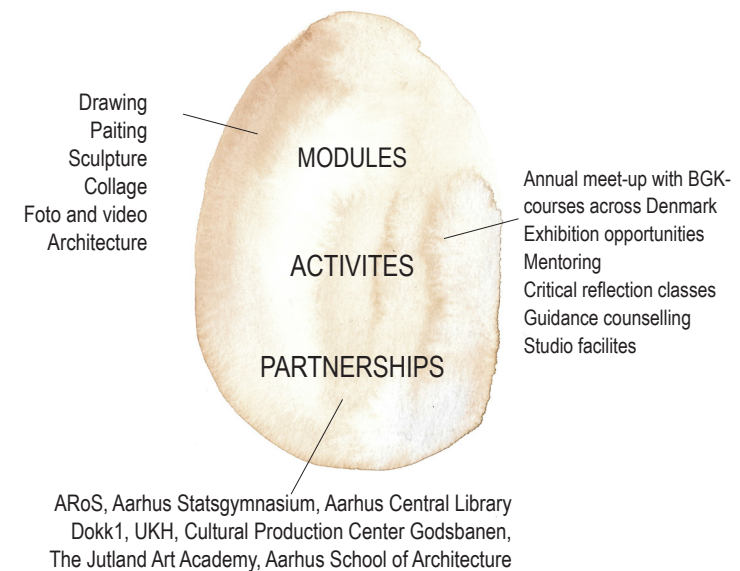 Drawing
Paiting
Sculpture
Collage
Foto and video
Architecture
MODULES
ACTIVITES
PARTNERSHIPS
Annual meet-up with BGK-
courses across Denmark
Exhibition opportunities
Mentoring
Critical reflection classes
Guidance counselling
Studio facilites
ARoS, Aarhus Statsgymnasium, Aarhus Central Library
Dokk1, UKH, Cultural Production Center Godsbanen,
The Jutland Art Academy, Aarhus School of Architecture